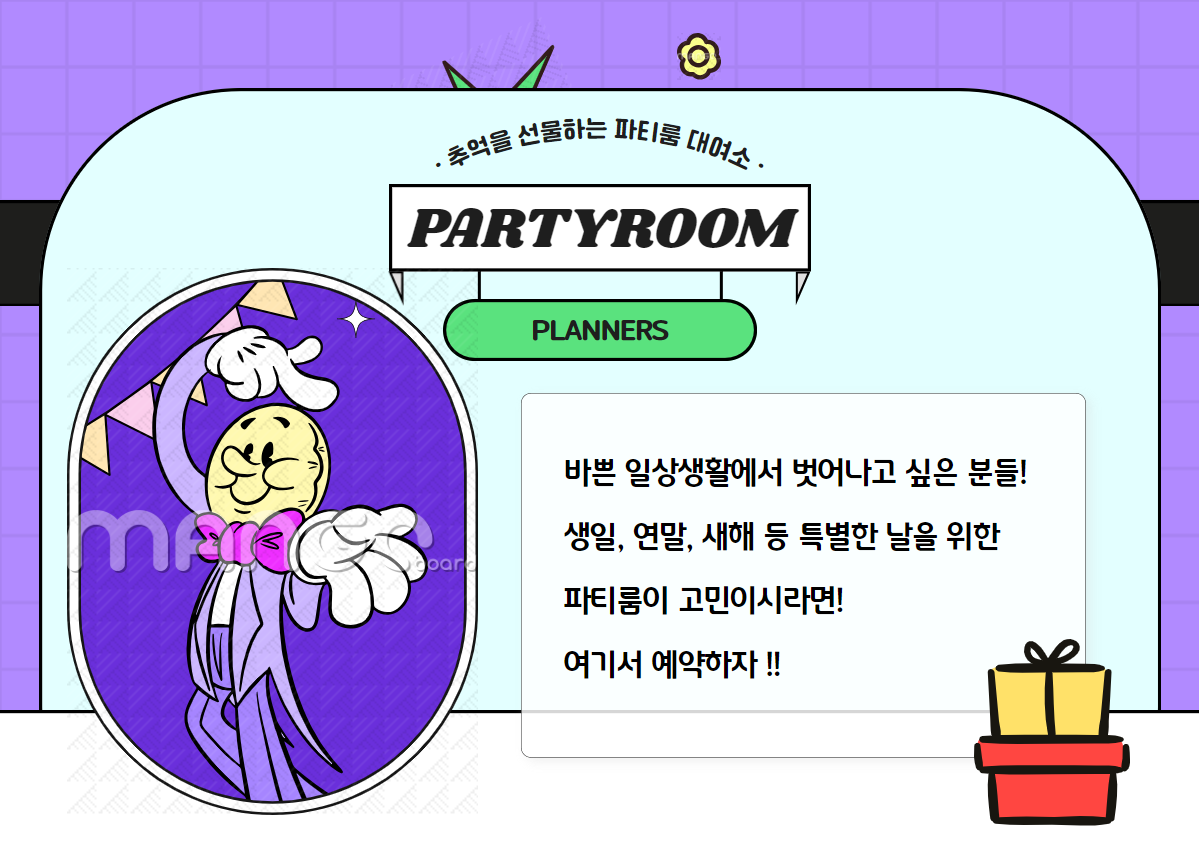 · 추억을 선물하는 파티룸 대여소 ·
PARTYROOM
PLANNERS
바쁜 일상생활에서 벗어나고 싶은 분들!
생일, 연말, 새해 등 특별한 날을 위한
파티룸이 고민이시라면!
여기서 예약하자 !!
mango
board